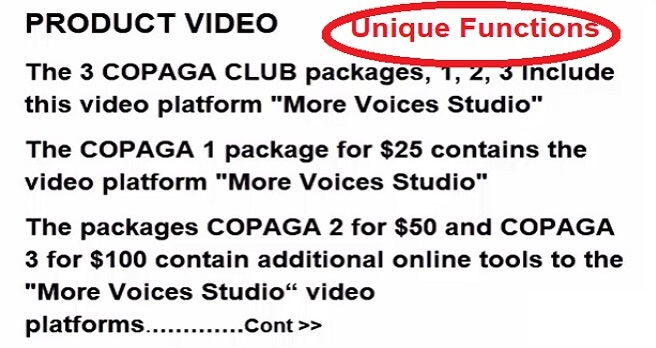 PRODUCT VIDEO Unique Functions
The 3 COPAGA CLUB packages, 1, 2, 3 Include
this video platform "More Voices Studio"
The COPAGA 1 package for $25 contains the
video platform "More Voices Studio"
The packages COPAGA 2 for $50 and COPAGA
3 for $100 contain additional online tools to the
"More Voices Studio“ video
platforms.............Cont >>